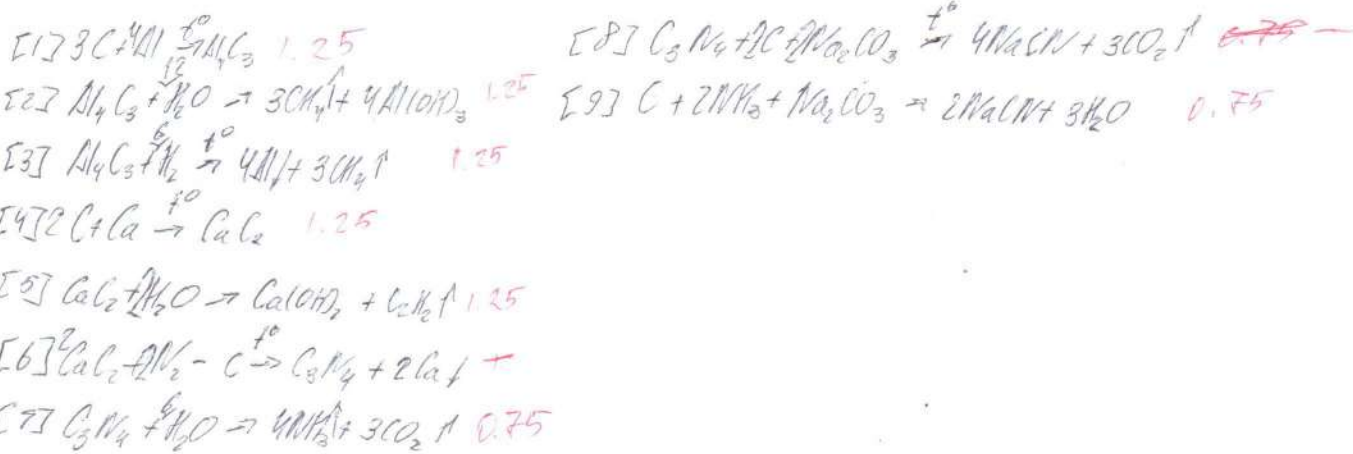 [1] 3C+4Al t° → Al₄C₃ 1.25
[2] Al₄C₃ + 12H₂O → 3CH₄↑ + 4Al(OH)₃ 1.25
[3] Al₄C₃ + 6H₂ t° → 4Al↓ + 3CH₄↑ 1.25
[4] 2C+Ca t° → CaC₂ 1.25
[5] CaC₂+2H₂O → Ca(OH)₂ + C₂H₂↑ 1.25
[6] 2CaC₂+2N₂ - C t° → C₃N₄ + 2Ca↓ —
[7] C₃N₄ + 6H₂O → 4NH₃↑ + 3CO₂↑ 0.75
[8] C₃N₄+2C+2Na₂CO₃ t° → 4NaCN + 3CO₂↑ 0.75 —
[9] C + 2NH₃ + Na₂CO₃ → 2NaCN + 3H₂O 0.75